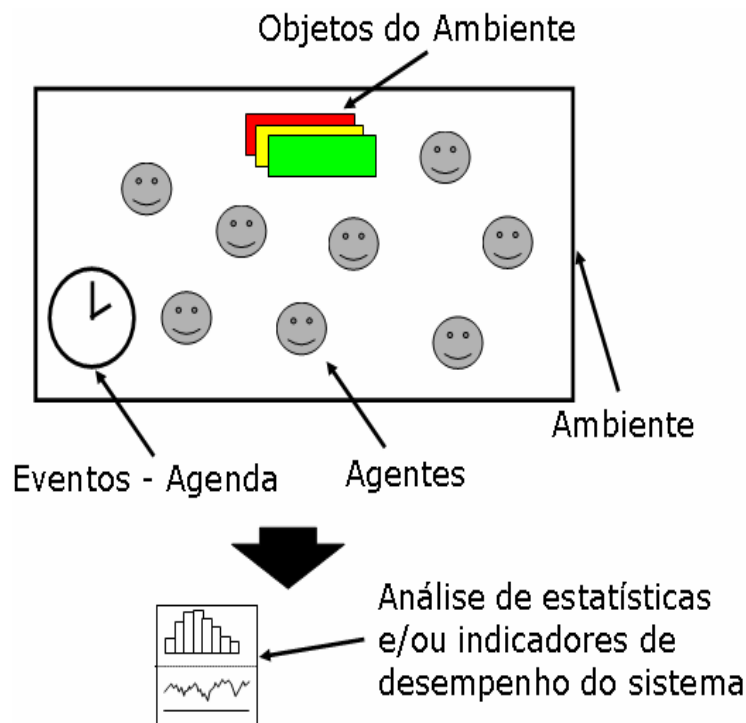 Objetos do Ambiente
Ambiente
Eventos - Agenda
Agentes
Análise de estatísticas
e/ou indicadores de
desempenho do sistema